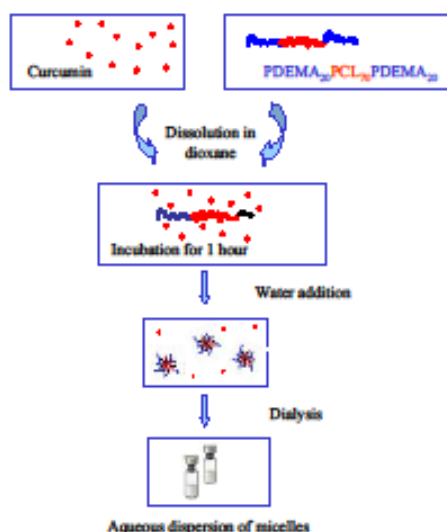 Curcumin
PDEMA₂₀PCL₇₀PDEMA₂₀
Dissolution in
dioxane
Incubation for 1 hour
Water addition
Dialysis
Aqueous dispersion of micelles